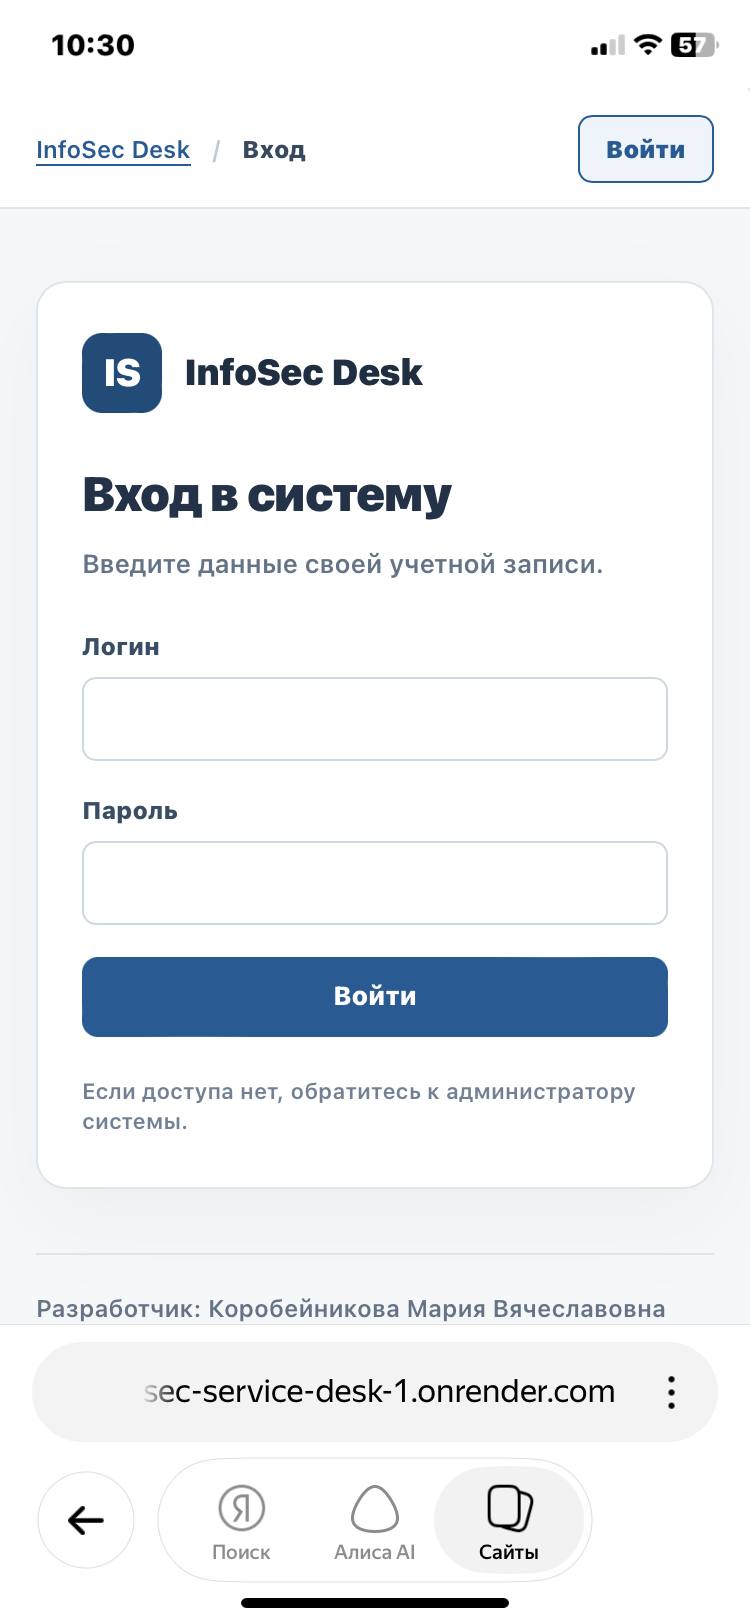 10:30
57
InfoSec Desk / Вход
Войти
IS
InfoSec Desk
Вход в систему
Введите данные своей учетной записи.
Логин
Пароль
Войти
Если доступа нет, обратитесь к администратору
системы.
Разработчик: Коробейникова Мария Вячеславовна
sec-service-desk-1.onrender.com
Поиск
Алиса AI
Сайты